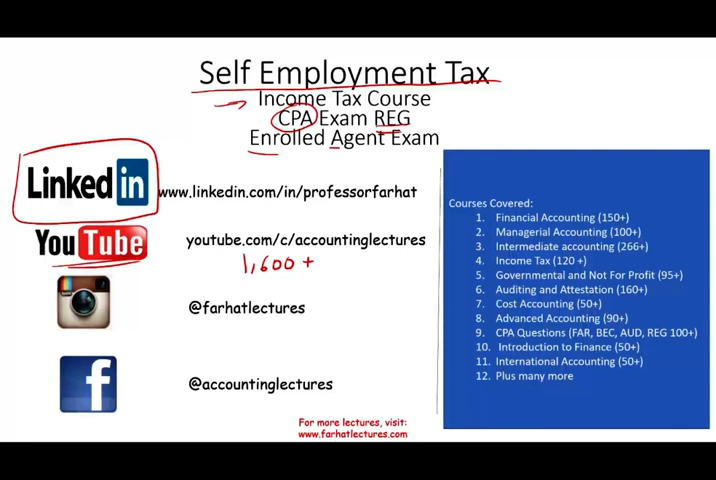 Self Employment Tax
Income Tax Course
CPA Exam REG
Enrolled Agent Exam
Linked in
www.linkedin.com/in/professorfarhat
YouTube
youtube.com/c/accountinglectures
1,600 +
@farhatlectures
f
@accountinglectures
For more lectures, visit:
www.farhatlectures.com
Courses Covered:
1. Financial Accounting (150+)
2. Managerial Accounting (100+)
3. Intermediate accounting (266+)
4. Income Tax (120 +)
5. Governmental and Not For Profit (95+)
6. Auditing and Attestation (160+)
7. Cost Accounting (50+)
8. Advanced Accounting (90+)
9. CPA Questions (FAR, BEC, AUD, REG 100+)
10. Introduction to Finance (50+)
11. International Accounting (50+)
12. Plus many more